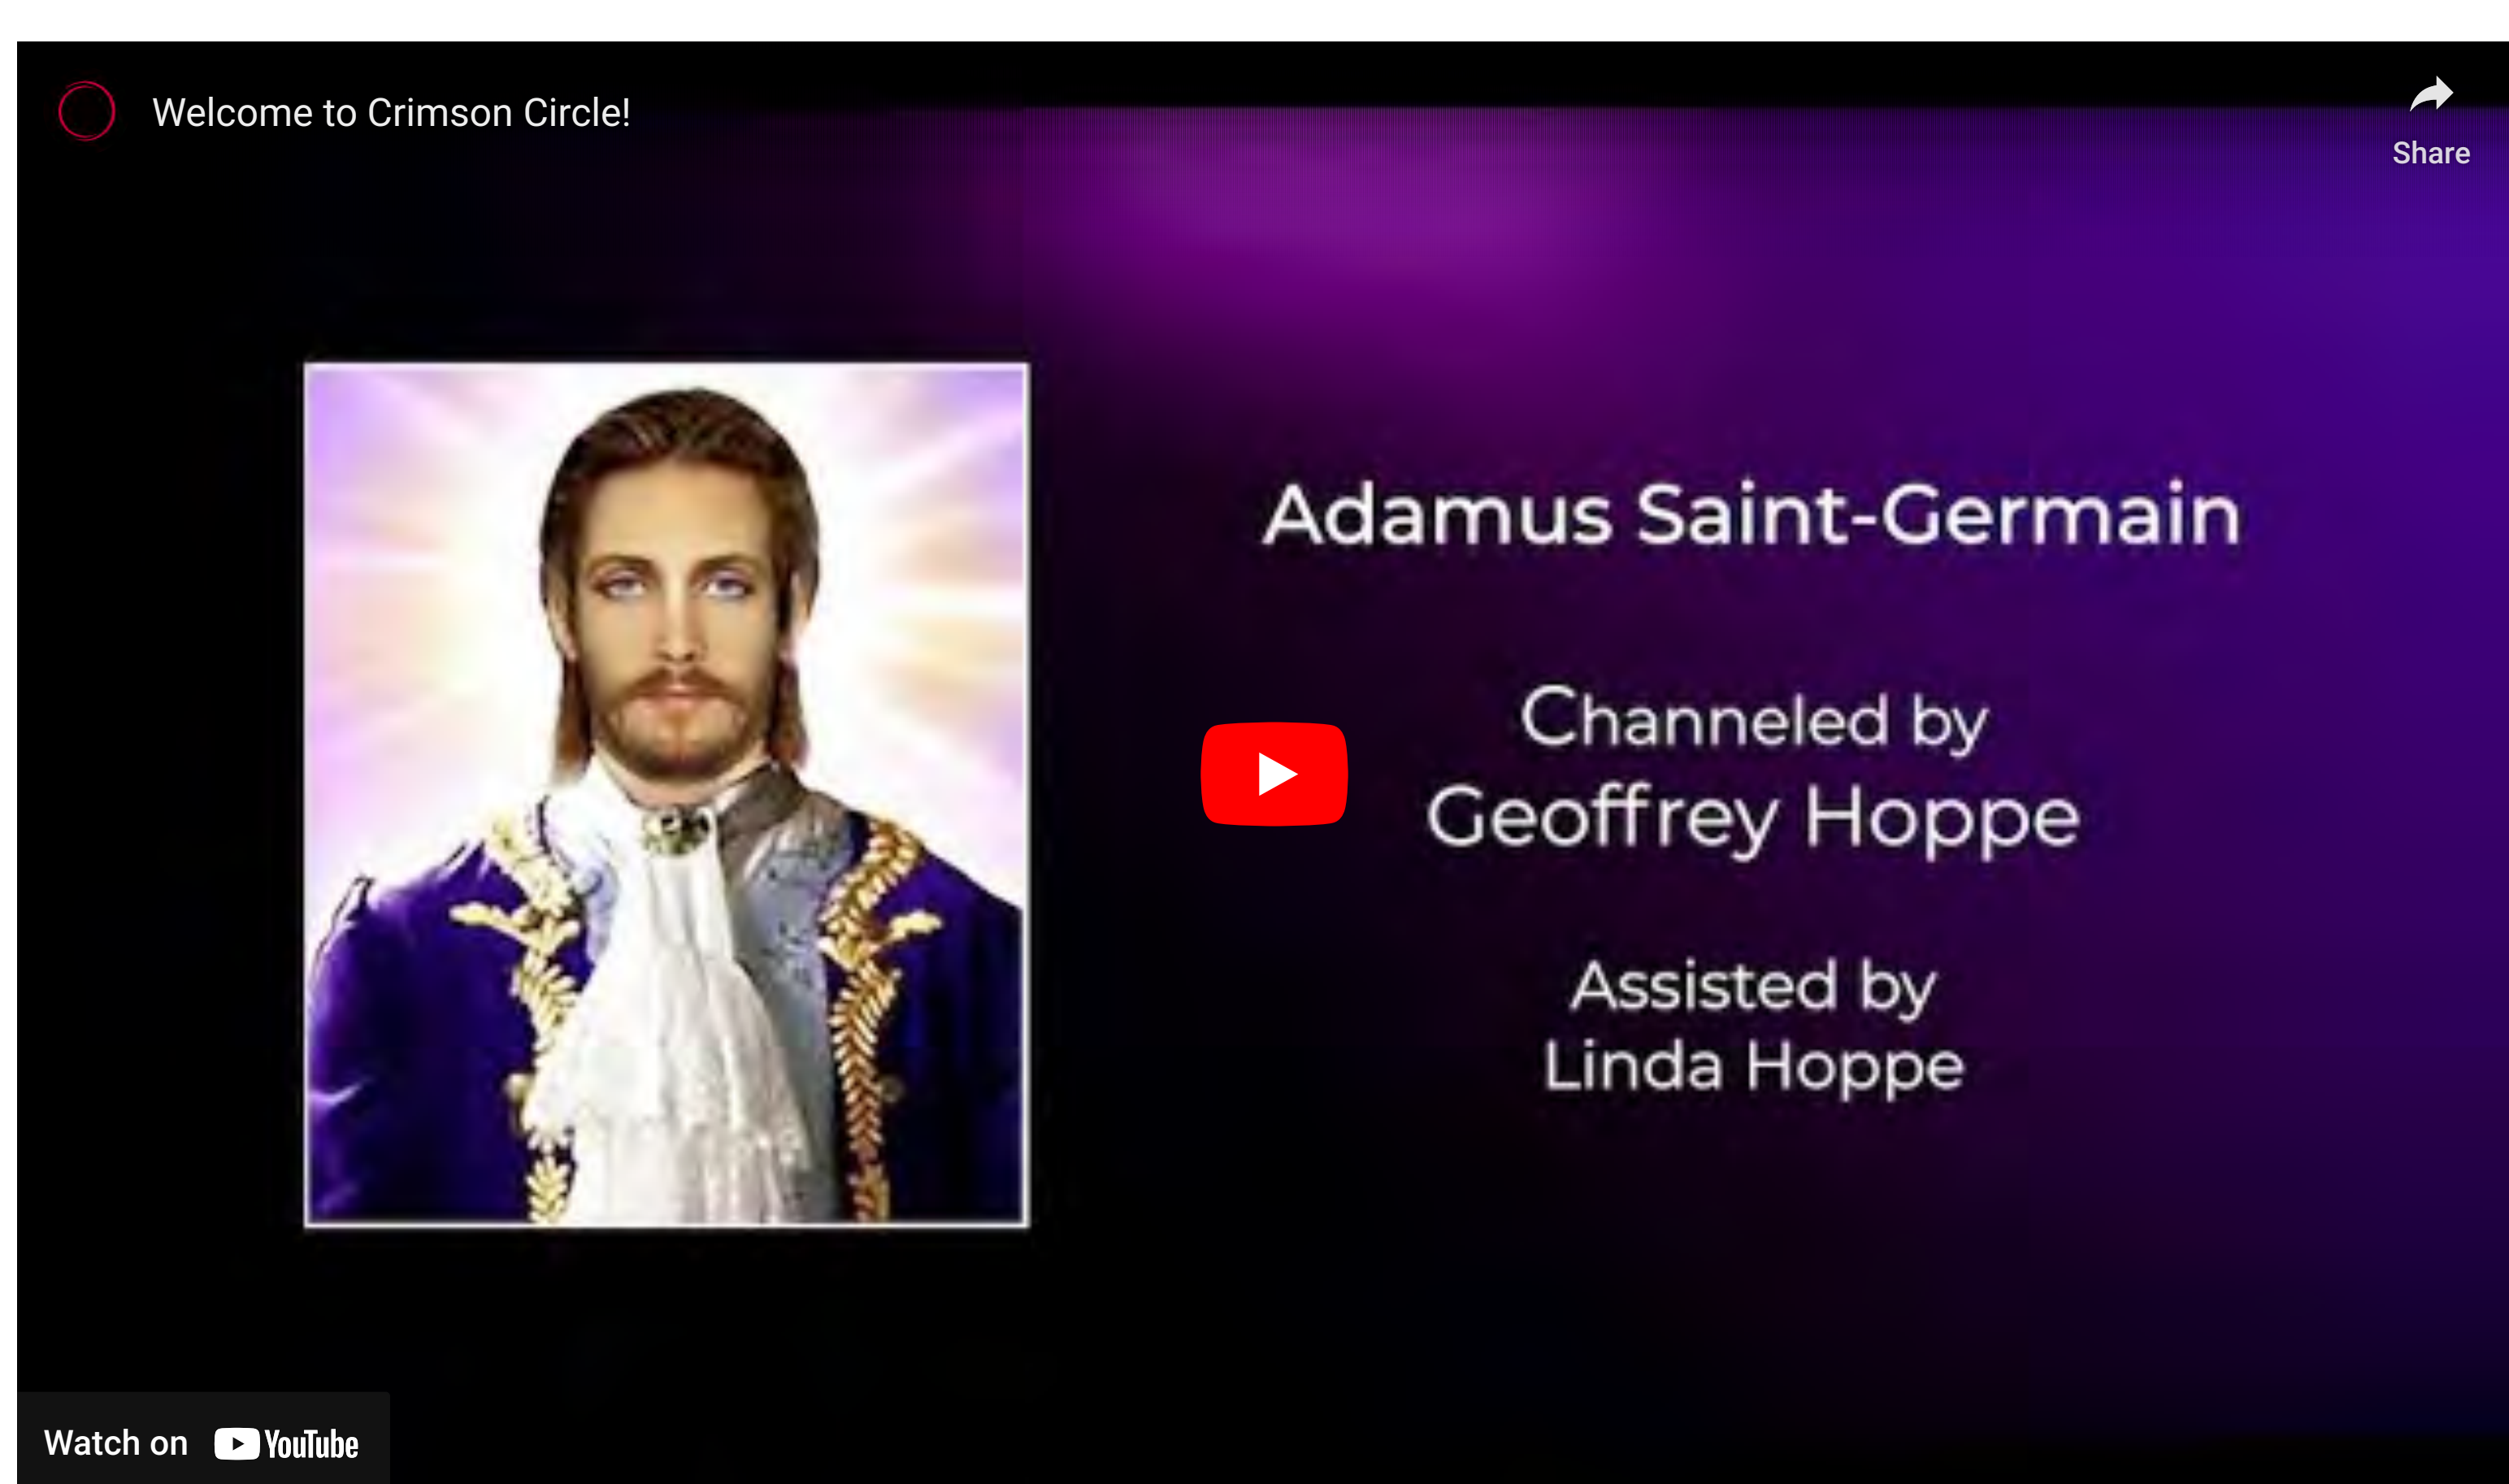 Welcome to Crimson Circle!
Share
Adamus Saint-Germain
Channeled by
Geoffrey Hoppe
Assisted by
Linda Hoppe
Watch on YouTube